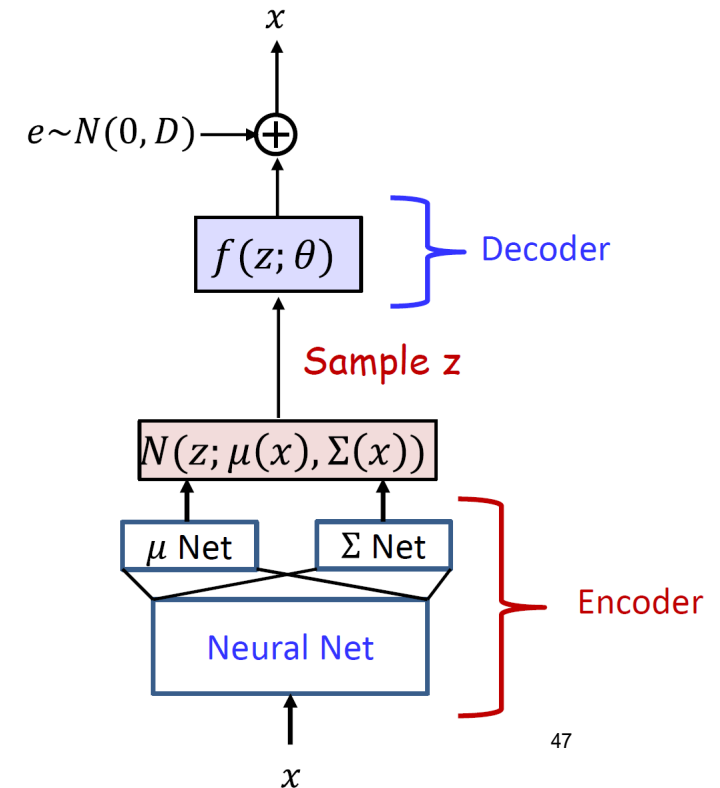 x
e~N(0, D)
+
f(z; θ)
Decoder
Sample z
N(z; μ(x), Σ(x))
μ Net
Σ Net
Encoder
Neural Net
47
x